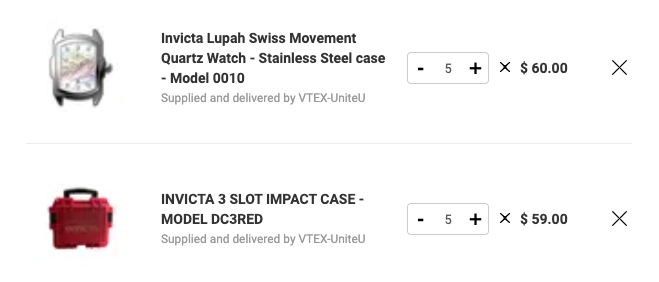 Invicta Lupah Swiss Movement
Quartz Watch - Stainless Steel case
- Model 0010
Supplied and delivered by VTEX-UniteU
- 5 + × $ 60.00 ×
INVICTA 3 SLOT IMPACT CASE -
MODEL DC3RED
Supplied and delivered by VTEX-UniteU
- 5 + × $ 59.00 ×
INVICTA